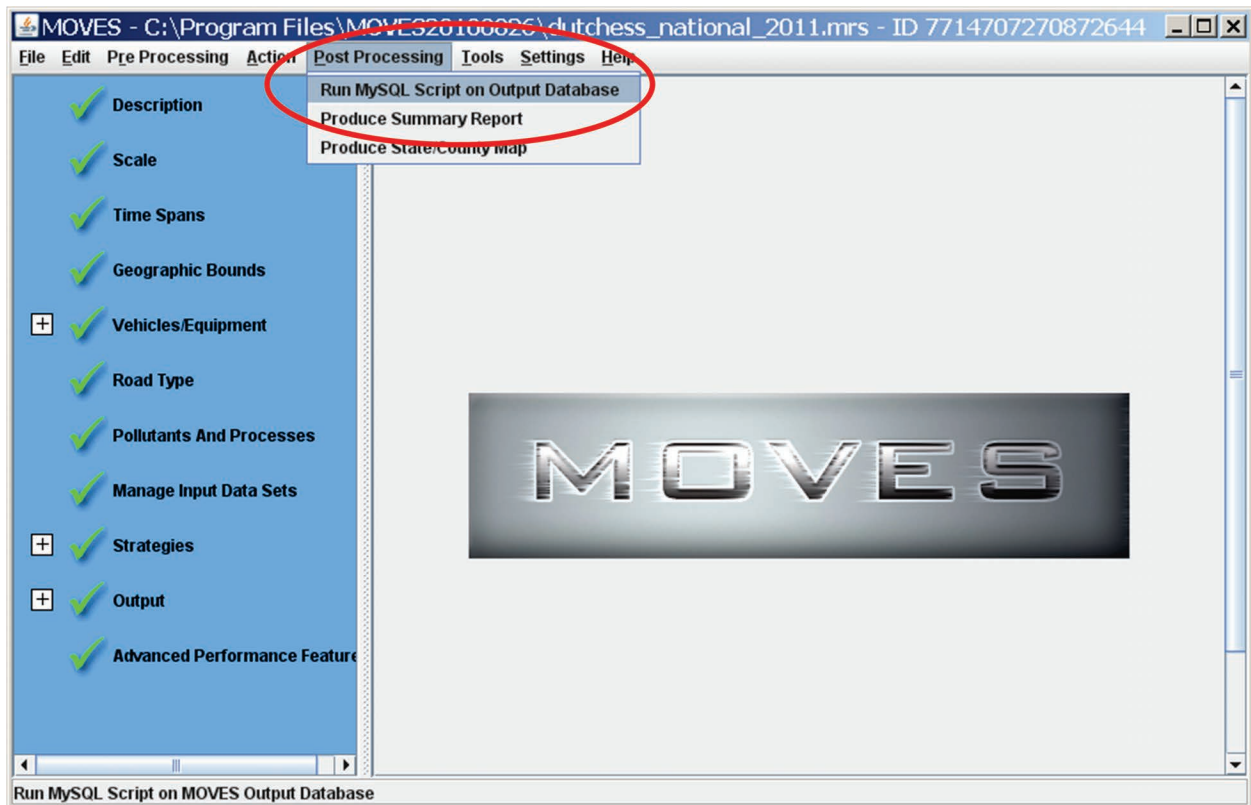 MOVES - C:\Program Files\MOVES20100826\dutchess_national_2011.mrs - ID 7714707270872644
File Edit Pre Processing Action Post Processing Tools Settings Help
Run MySQL Script on Output Database
Produce Summary Report
Produce State/County Map
Description
Scale
Time Spans
Geographic Bounds
Vehicles/Equipment
Road Type
Pollutants And Processes
Manage Input Data Sets
Strategies
Output
Advanced Performance Feature
MOVES
Run MySQL Script on MOVES Output Database